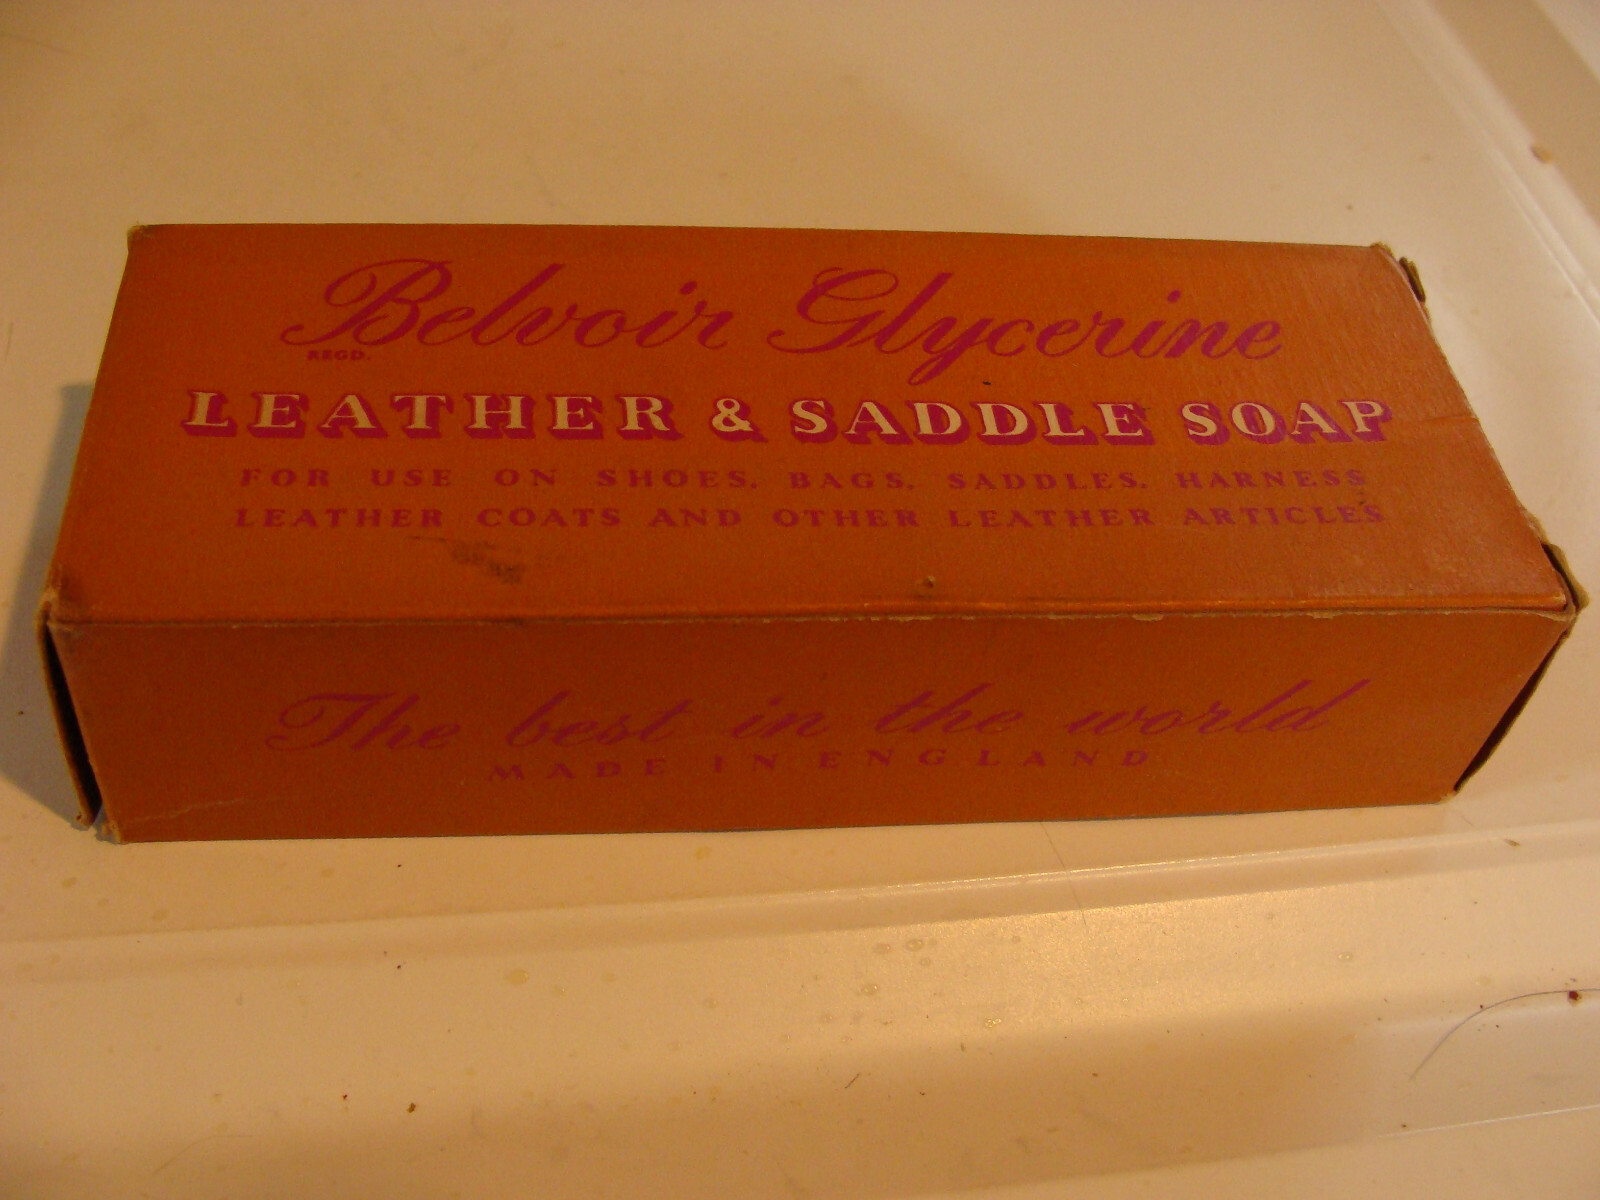 Belvoir Glycerine
REGD.
LEATHER & SADDLE SOAP
FOR USE ON SHOES, BAGS, SADDLES, HARNESS
LEATHER COATS AND OTHER LEATHER ARTICLES
The best in the world
MADE IN ENGLAND